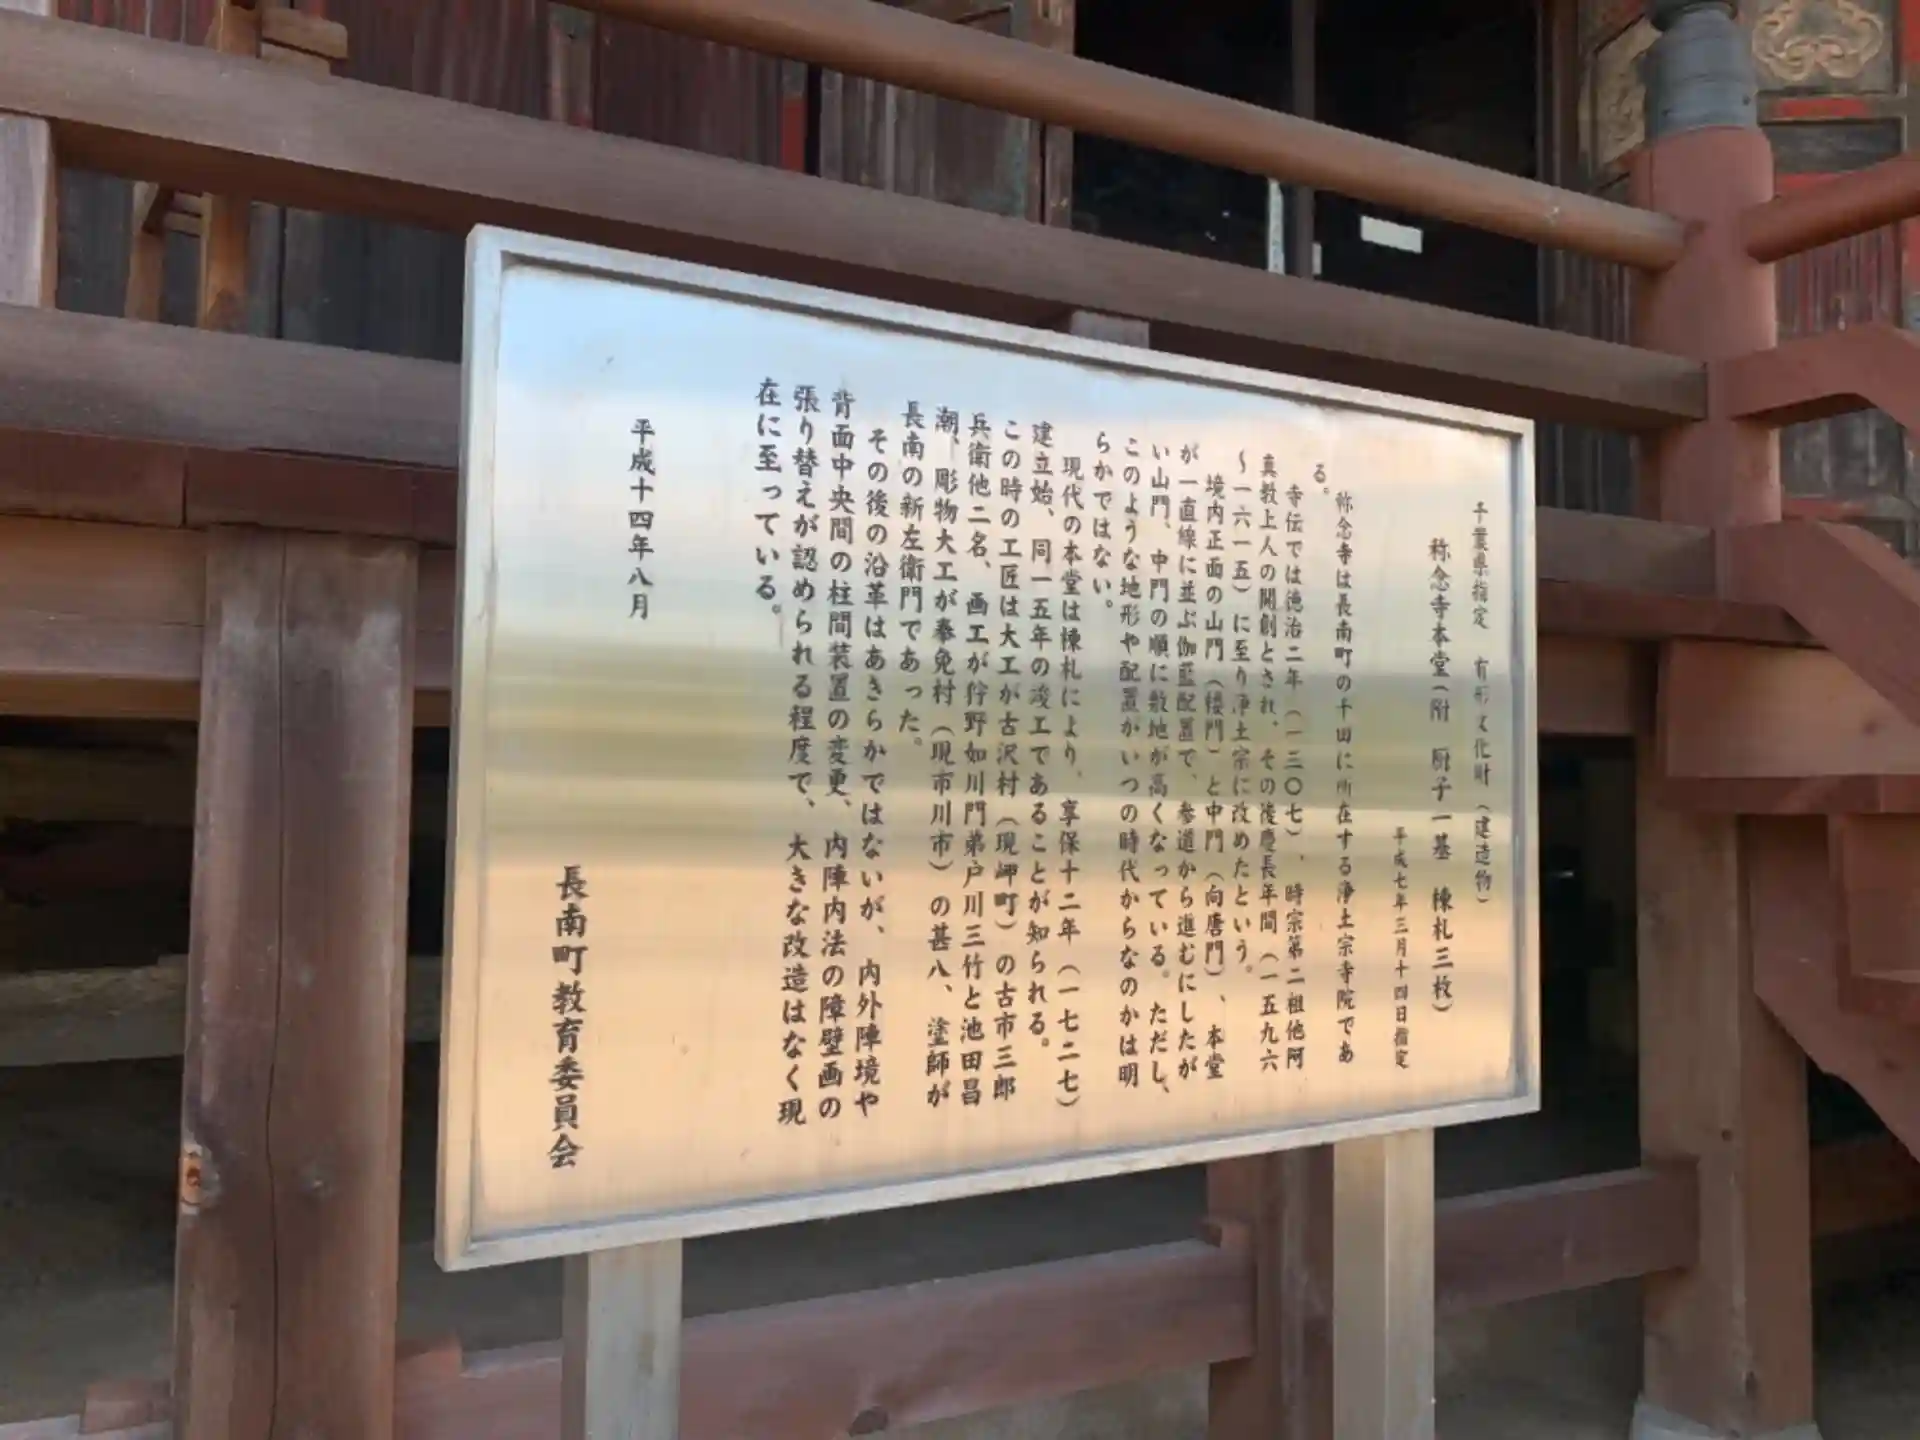 千葉県指定　有形文化財（建造物）
称念寺本堂（附　厨子一基　棟札三枚）
平成七年三月十四日指定
称念寺は長南町の千田に所在する浄土宗寺院であ
る。
寺伝では徳治二年（一三〇七）、時宗第二祖他阿
真教上人の開創とされ、その後慶長年間（一五九六
～一六一五）に至り浄土宗に改めたという。
境内正面の山門（楼門）と中門（向唐門）、本堂
が一直線に並ぶ伽藍配置で、参道から進むにしたが
い山門、中門の順に敷地が高くなっている。ただし、
このような地形や配置がいつの時代からなのかは明
らかではない。
現代の本堂は棟札により、享保十二年（一七二七）
建立始、同一五年の竣工であることが知られる。
この時の工匠は大工が古沢村（現岬町）の古市三郎
兵衛他二名、画工が狩野如川門弟戸川三竹と池田昌
潮、彫物大工が奉免村（現市川市）の甚八、塗師が
長南の新左衛門であった。
その後の沿革はあきらかではないが、内外陣境や
背面中央間の柱間装置の変更、内陣内法の障壁画の
張り替えが認められる程度で、大きな改造はなく現
在に至っている。
平成十四年八月
長南町教育委員会